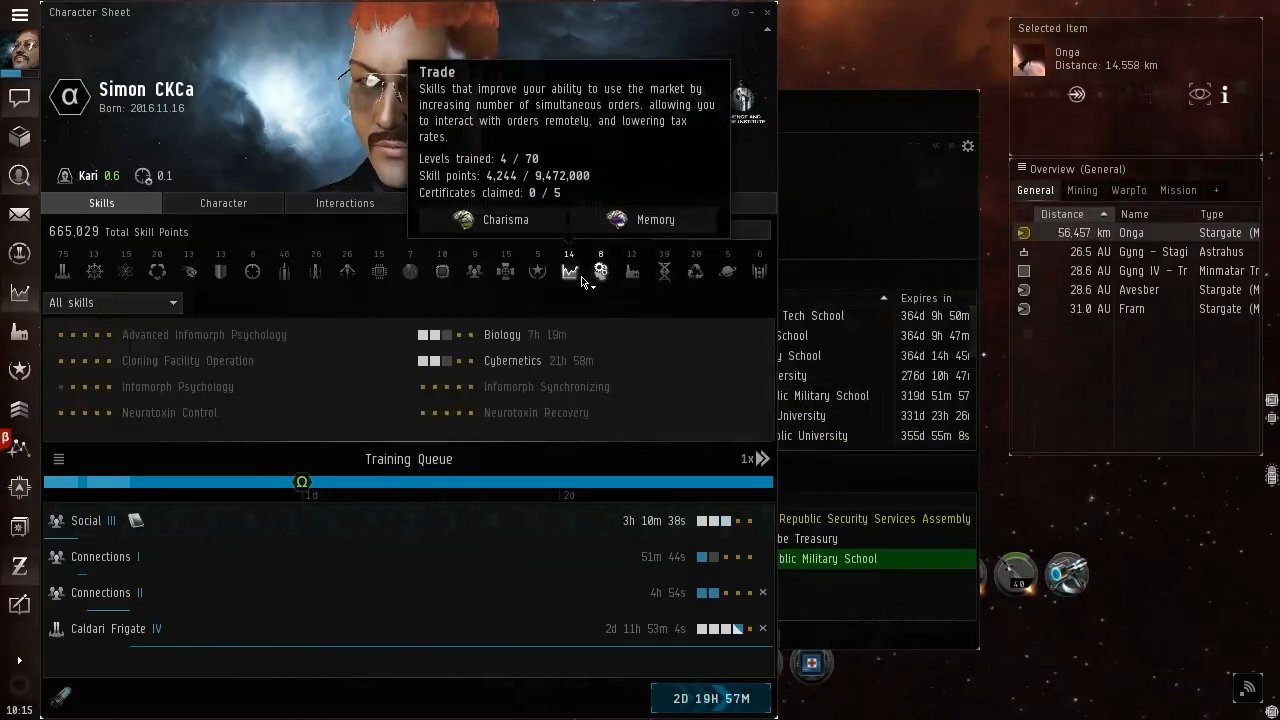 Character Sheet
α
Simon CKCa
Born: 2016.11.16
Kari 0.6
0.1
Trade
Skills that improve your ability to use the market by
increasing number of simultaneous orders, allowing you
to interact with orders remotely, and lowering tax
rates.
Levels trained: 4 / 70
Skill points: 4,244 / 9,472,000
Certificates claimed: 0 / 5
Charisma
Memory
Skills
Character
Interactions
665,029 Total Skill Points
75 13 15 21 13 13 8 46 26 26 15 7 10 9 15 5 14 8 12 39 28 5 16
All skills
Advanced Infomorph Psychology
Biology 7h 19m
Cloning Facility Operation
Cybernetics 21h 58m
Infomorph Psychology
Infomorph Synchronizing
Neurotoxin Control
Neurotoxin Recovery
Training Queue
1x
Ω
1d
2d
Social III
3h 10m 38s
Connections I
51m 44s
Connections II
4h 54s
Caldari Frigate IV
2d 11h 53m 4s
2D 19H 57M
β
10:15
Expires in
Tech School 364d 9h 50m
School 364d 9h 47m
y School 364d 14h 45
ersity 276d 10h 47
lic Military School 319d 51m 57
University 331d 23h 26
blic University 355d 55m 8s
Republic Security Services Assembly
be Treasury
blic Military School
Selected Item
Onga
Distance: 14,558 km
Overview (General)
General Mining WarpTo Mission +
Distance Name Type
56,457 km Onga Stargate (M
26.5 AU Gyng - Stagi Astrahus
28.6 AU Gyng IV - Tr Minmatar Tr
28.6 AU Avesber Stargate (M
31.0 AU Frarn Stargate (M
40